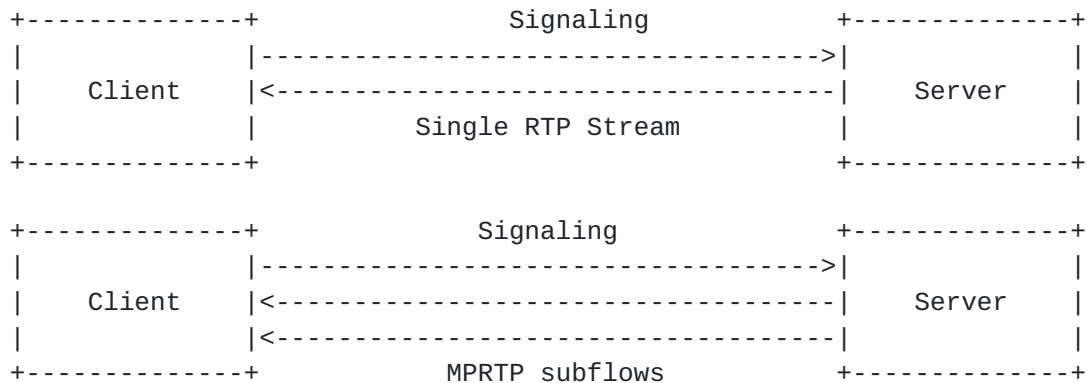 Signaling
Client Server
Single RTP Stream
Signaling
Client Server
MPRTP subflows